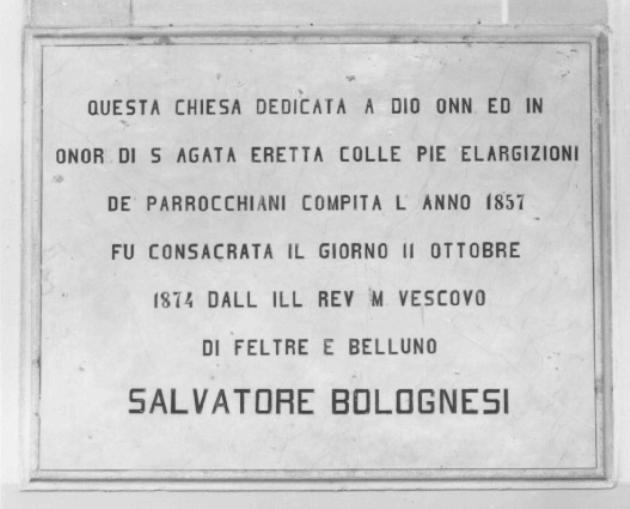 QUESTA CHIESA DEDICATA A DIO ONN ED IN
ONOR DI S AGATA ERETTA COLLE PIE ELARGIZIONI
DE PARROCCHIANI COMPITA L ANNO 1857
FU CONSACRATA IL GIORNO 11 OTTOBRE
1874 DALL ILL REV M VESCOVO
DI FELTRE E BELLUNO
SALVATORE BOLOGNESI